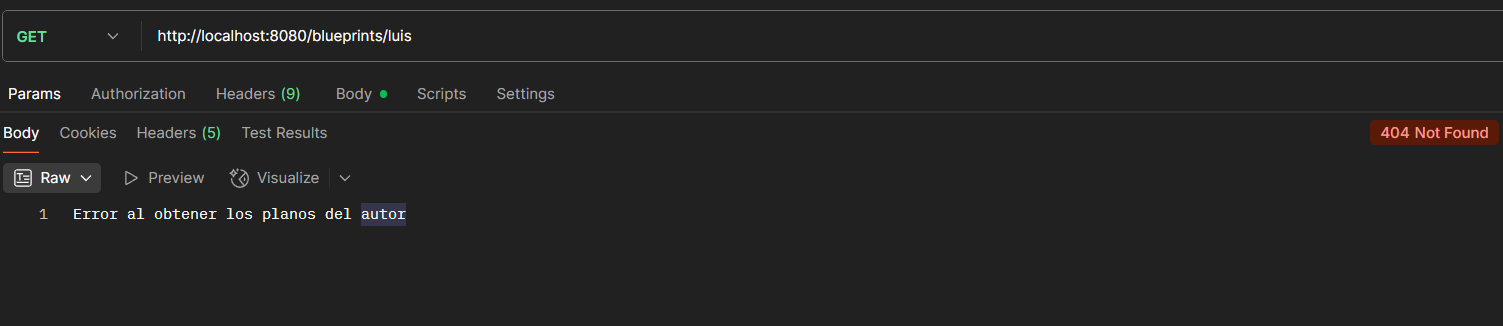 GET http://localhost:8080/blueprints/luis
Params Authorization Headers (9) Body Scripts Settings
Body Cookies Headers (5) Test Results 404 Not Found
Raw Preview Visualize
1 Error al obtener los planos del autor